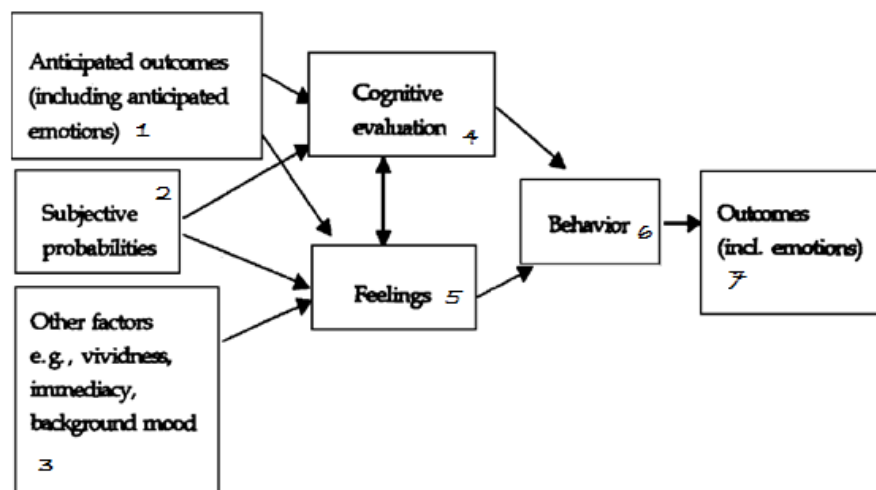 Anticipated outcomes
(including anticipated
emotions) 1
2
Subjective
probabilities
Other factors
e.g., vividness,
immediacy,
background mood
3
Cognitive
evaluation 4
Feelings 5
Behavior 6
Outcomes
(incl. emotions)
7